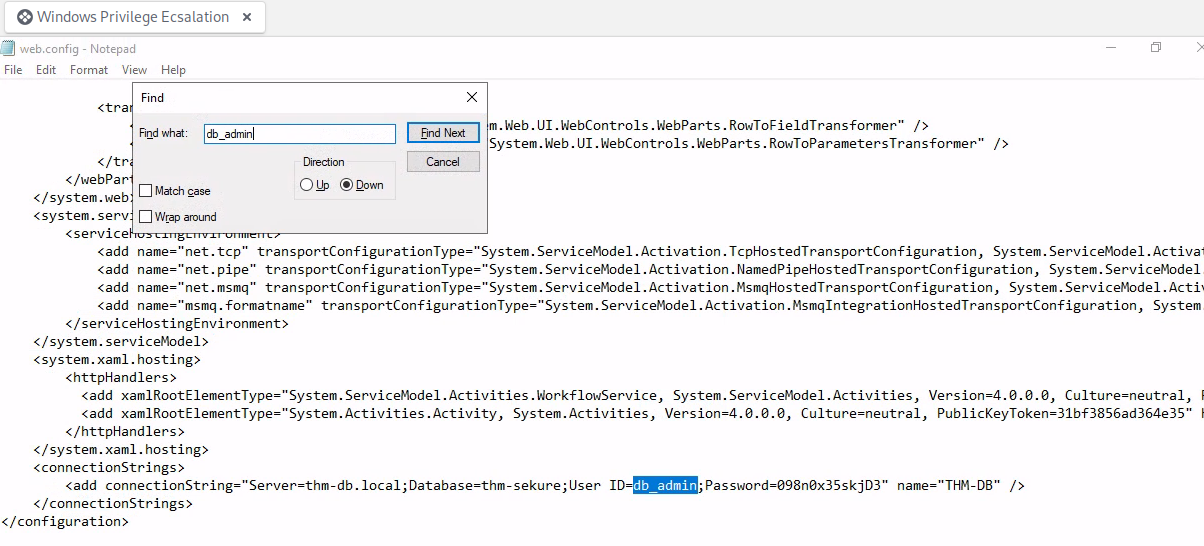 Windows Privilege Ecsalation
web.config - Notepad
File Edit Format View Help
Find
Find what: db_admin Find Next
Direction Cancel
Up Down
Match case
Wrap around
<tran
m.Web.UI.WebControls.WebParts.RowToFieldTransformer" />
System.Web.UI.WebControls.WebParts.RowToParametersTransformer" />
</tra
</webPart
</system.web
<system.serv
<serviceHostingEnvironment>
<add name="net.tcp" transportConfigurationType="System.ServiceModel.Activation.TcpHostedTransportConfiguration, System.ServiceModel.Activat
<add name="net.pipe" transportConfigurationType="System.ServiceModel.Activation.NamedPipeHostedTransportConfiguration, System.ServiceModel.
<add name="net.msmq" transportConfigurationType="System.ServiceModel.Activation.MsmqHostedTransportConfiguration, System.ServiceModel.Activa
<add name="msmq.formatname" transportConfigurationType="System.ServiceModel.Activation.MsmqIntegrationHostedTransportConfiguration, System.
</serviceHostingEnvironment>
</system.serviceModel>
<system.xaml.hosting>
<httpHandlers>
<add xamlRootElementType="System.ServiceModel.Activities.WorkflowService, System.ServiceModel.Activities, Version=4.0.0.0, Culture=neutral,
<add xamlRootElementType="System.Activities.Activity, System.Activities, Version=4.0.0.0, Culture=neutral, PublicKeyToken=31bf3856ad364e35"
</httpHandlers>
</system.xaml.hosting>
<connectionStrings>
<add connectionString="Server=thm-db.local;Database=thm-sekure;User ID=db_admin;Password=098n0x35skjD3" name="THM-DB" />
</connectionStrings>
</configuration>